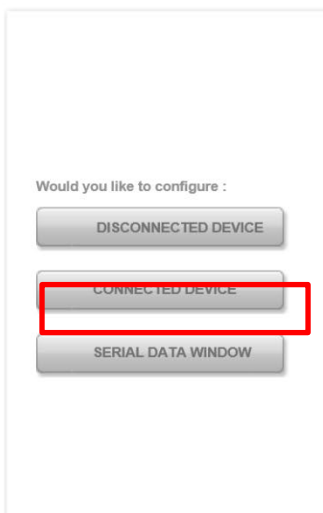 Would you like to configure :
DISCONNECTED DEVICE
CONNECTED DEVICE
SERIAL DATA WINDOW